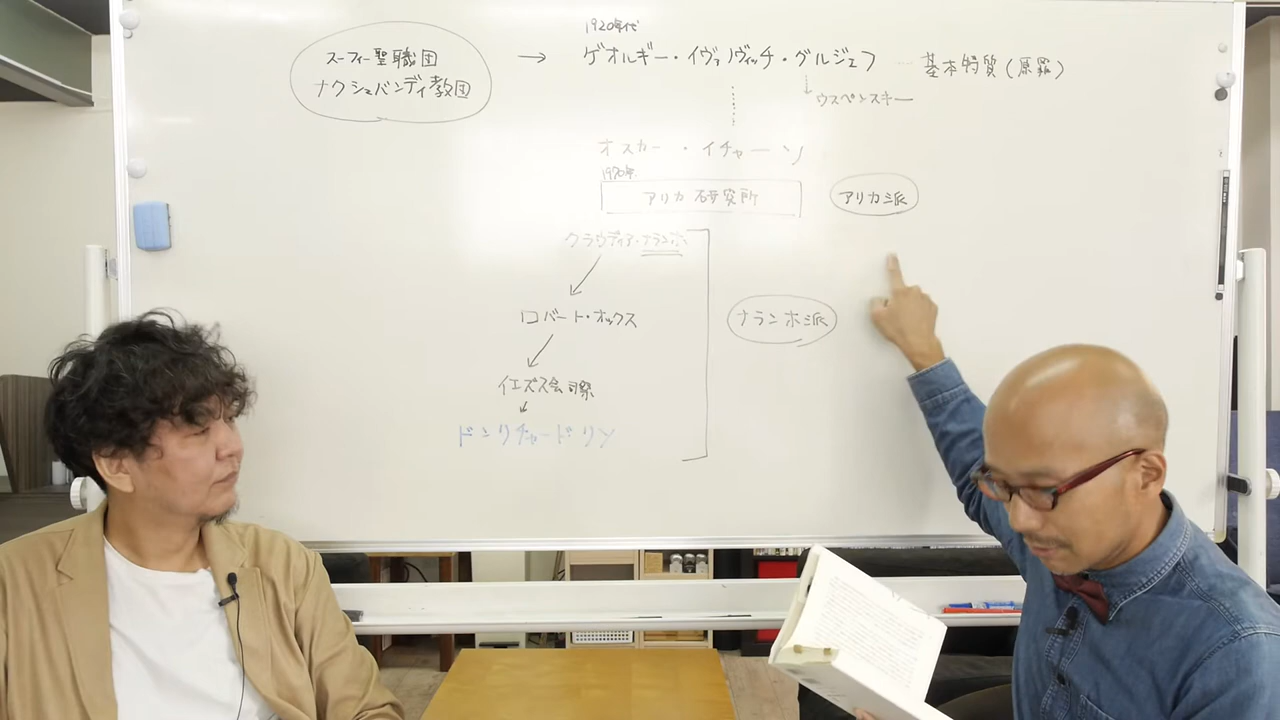 1920年代
スーフィー聖職団
ナクシュバンディ教団
→ ゲオルギー・イヴァノヴィッチ・グルジェフ …… 基本特質(原罪)
ウスペンスキー
オスカー・イチャーソ
1970年
アリカ研究所
アリカ派
クラウディア・ナランホ
ロバート・オックス
ナランホ派
イエズス会司祭
ドン・リチャード・リソ